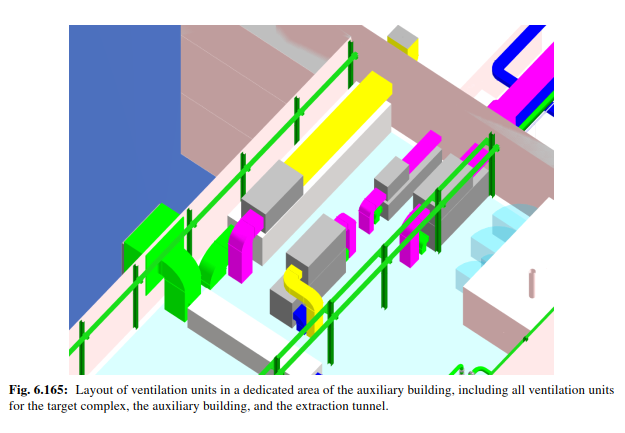 Fig. 6.165: Layout of ventilation units in a dedicated area of the auxiliary building, including all ventilation units
for the target complex, the auxiliary building, and the extraction tunnel.